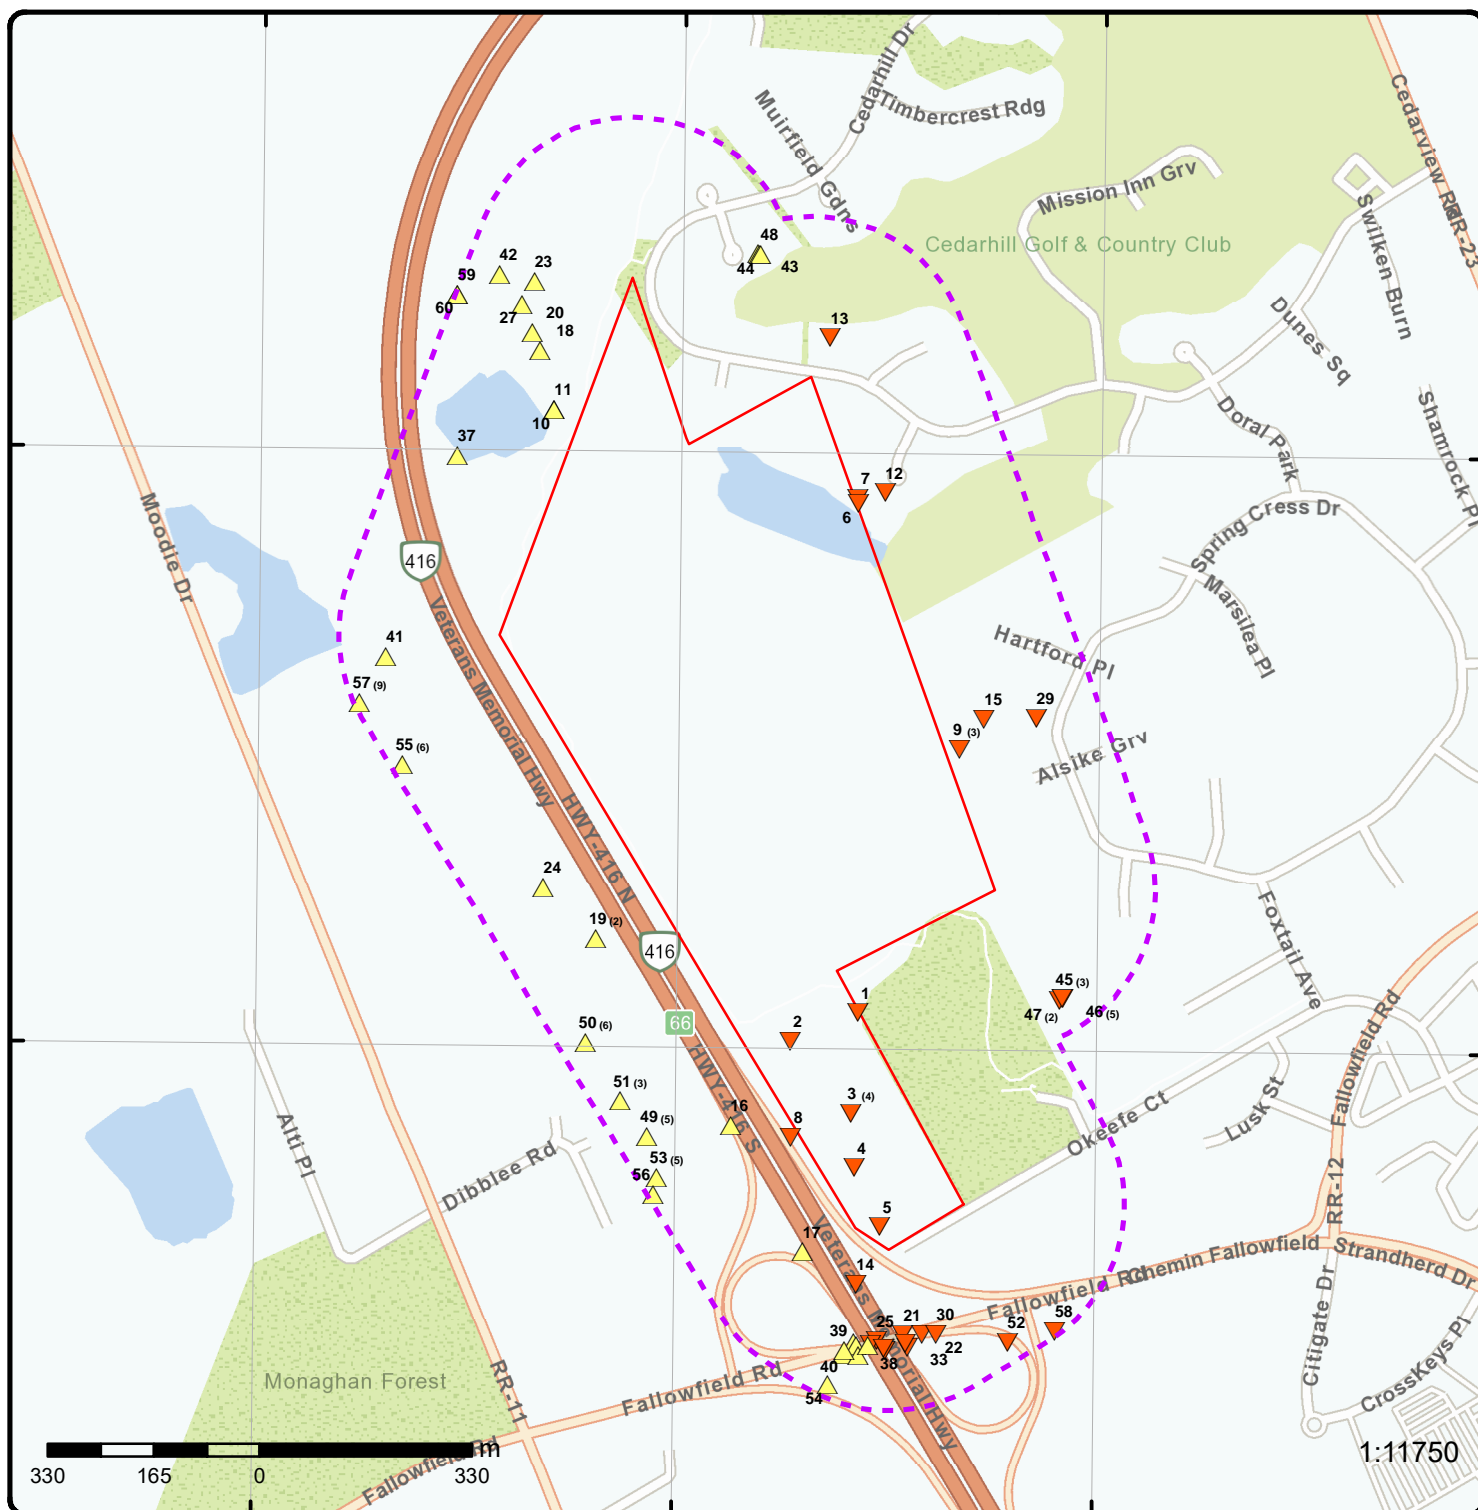 Cedarhill Dr
Timbercrest Rdg
Muirfield Gdns
Mission Inn Grv
Cedarview Rd
RR-23
Swilken Burn
Cedarhill Golf & Country Club
48
44
43
42
23
59
60
27
20
18
13
11
10
37
Dunes Sq
Doral Park
Shamrock Pl
7
12
6
Spring Cress Dr
Marsilea Pl
Moodie Dr
416
Veterans Memorial Hwy
Hartford Pl
41
57 (9)
55 (6)
15
29
9 (3)
Alsike Grv
HWY-416 N
24
19 (2)
416
Foxtail Ave
45 (3)
47 (2)
46 (5)
1
2
66
50 (6)
HWY-416 S
51 (3)
16
3 (4)
8
49 (5)
4
53 (5)
56
5
Alti Pl
Dibblee Rd
Okeefe Ct
Lusk St
Fallowfield Rd
RR-12
17
14
Veterans Memorial Hwy
Fallowfield Rd
Chemin Fallowfield
Strandherd Dr
39
25
21
30
52
58
40
38
33
22
54
Citigate Dr
CrossKeys Pl
Monaghan Forest
RR-11
Fallowfield Rd
Fallowfield Rd
m
330
165
0
330
1:11750